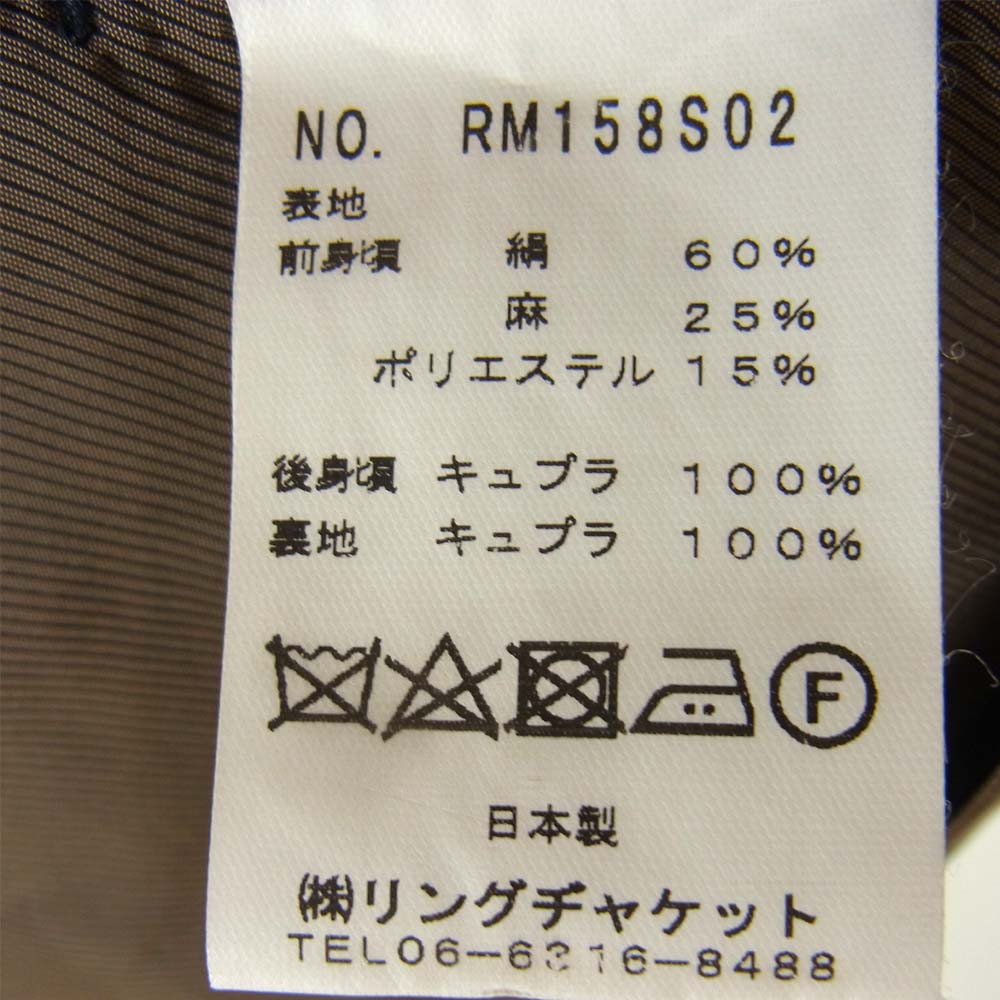 NO. RM158S02
表地
前身頃 絹 60%
麻 25%
ポリエステル 15%
後身頃 キュプラ 100%
裏地 キュプラ 100%
F
日本製
㈱リングヂャケット
TEL06-6316-8488